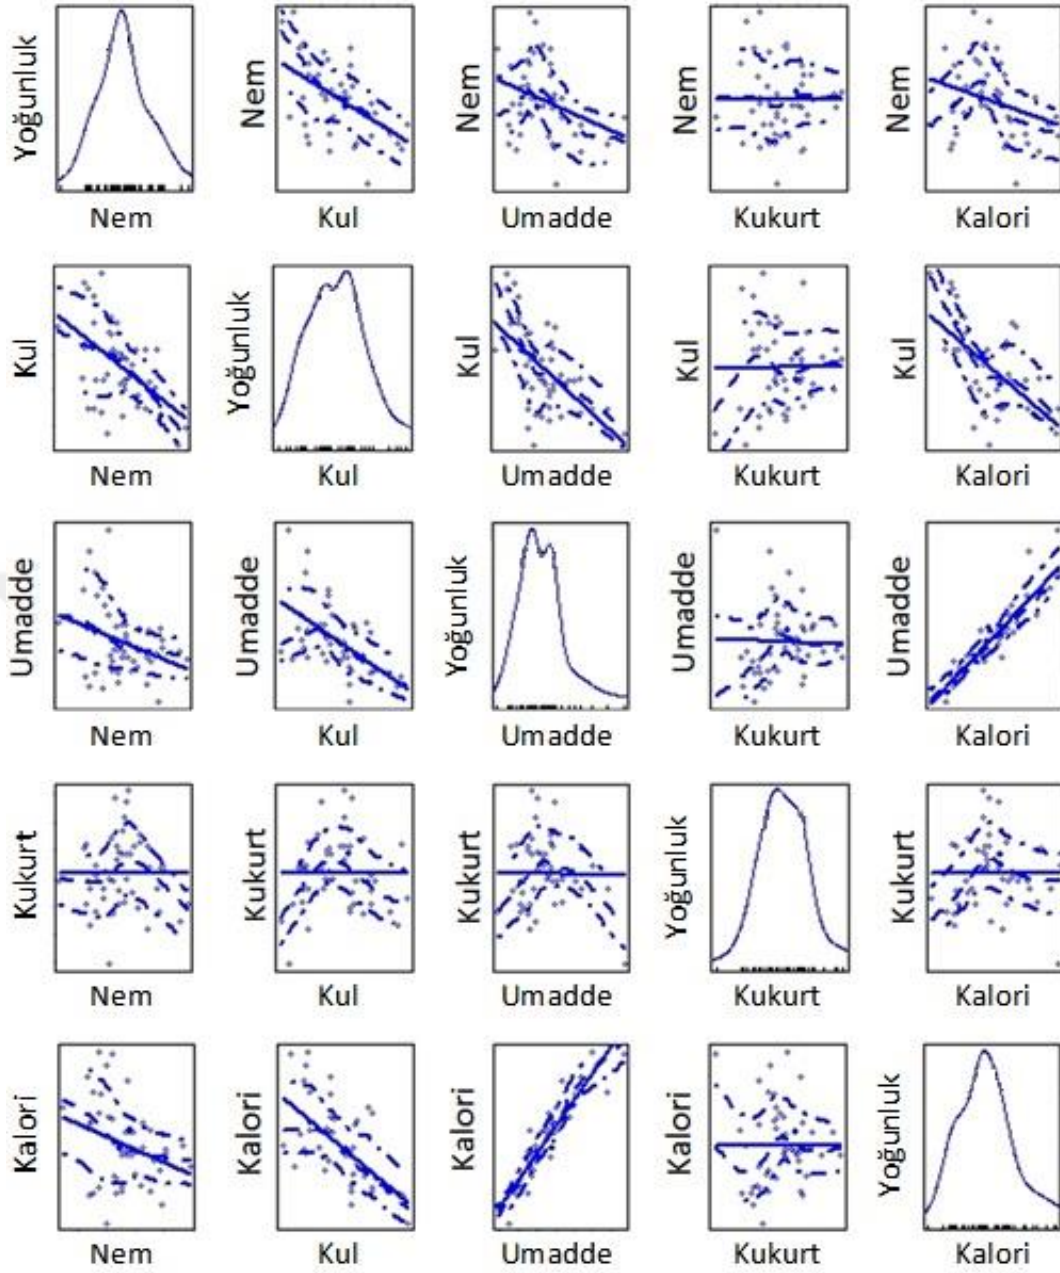 Yoğunluk Nem Nem Nem Nem
Nem Kul Umadde Kukurt Kalori
Kul Yoğunluk Kul Kul Kul
Nem Kul Umadde Kukurt Kalori
Umadde Umadde Yoğunluk Umadde Umadde
Nem Kul Umadde Kukurt Kalori
Kukurt Kukurt Kukurt Yoğunluk Kukurt
Nem Kul Umadde Kukurt Kalori
Kalori Kalori Kalori Kalori Yoğunluk
Nem Kul Umadde Kukurt Kalori